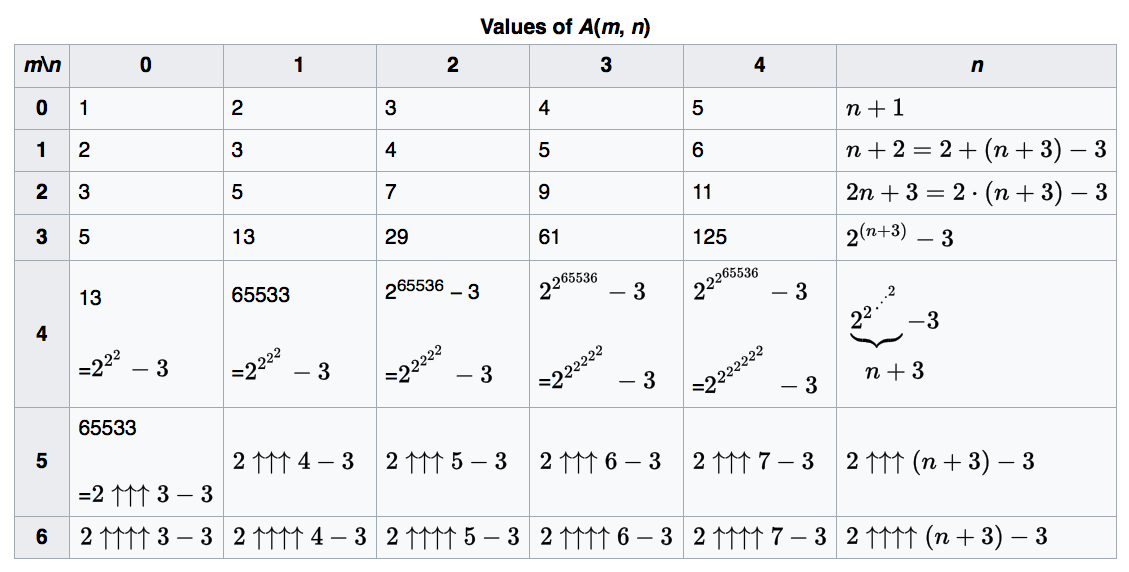 Values of A(m, n)
m\n 0 1 2 3 4 n
0 1 2 3 4 5 n + 1
1 2 3 4 5 6 n + 2 = 2 + (n + 3) − 3
2 3 5 7 9 11 2n + 3 = 2 · (n + 3) − 3
3 5 13 29 61 125 2^(n+3) − 3
4 13 =2^2^2 − 3 65533 =2^2^2^2 − 3 2^65536 − 3 =2^2^2^2^2 − 3 2^2^65536 − 3 =2^2^2^2^2^2 − 3 2^2^2^65536 − 3 =2^2^2^2^2^2^2 − 3 2^2^⋰^2 −3 n + 3
5 65533 =2 ↑↑↑ 3 − 3 2 ↑↑↑ 4 − 3 2 ↑↑↑ 5 − 3 2 ↑↑↑ 6 − 3 2 ↑↑↑ 7 − 3 2 ↑↑↑ (n + 3) − 3
6 2 ↑↑↑↑ 3 − 3 2 ↑↑↑↑ 4 − 3 2 ↑↑↑↑ 5 − 3 2 ↑↑↑↑ 6 − 3 2 ↑↑↑↑ 7 − 3 2 ↑↑↑↑ (n + 3) − 3